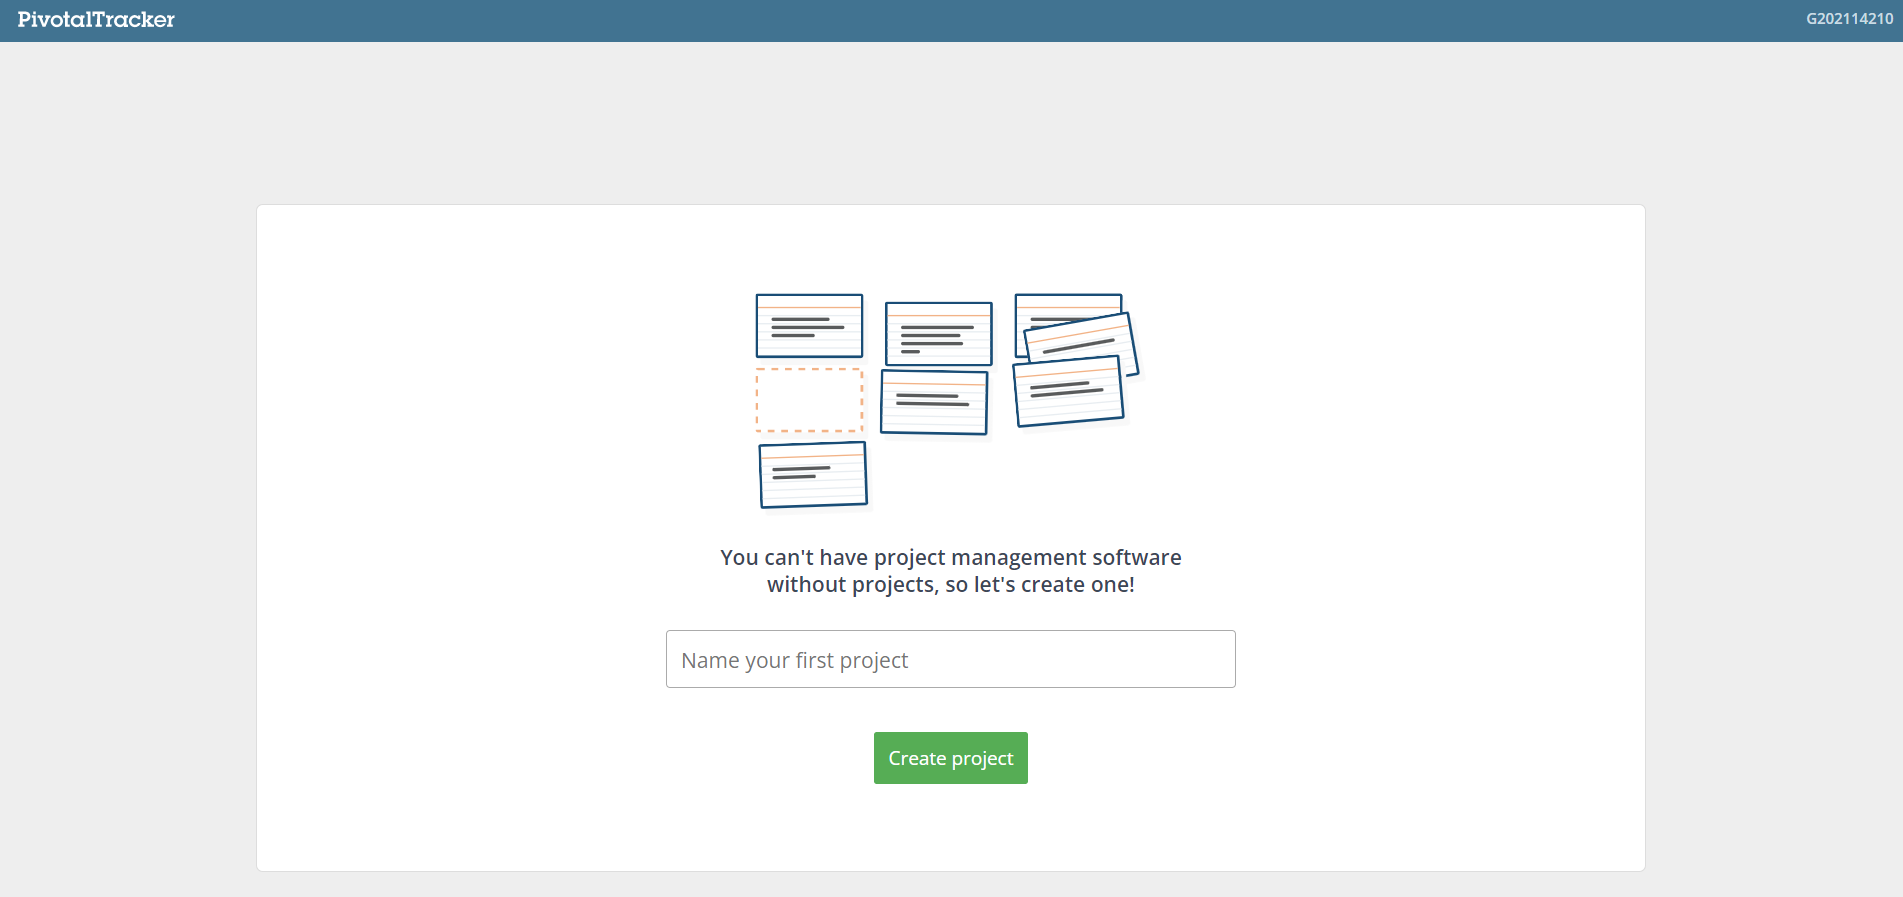 PivotalTracker
G202114210
You can't have project management software
without projects, so let's create one!
Name your first project
Create project